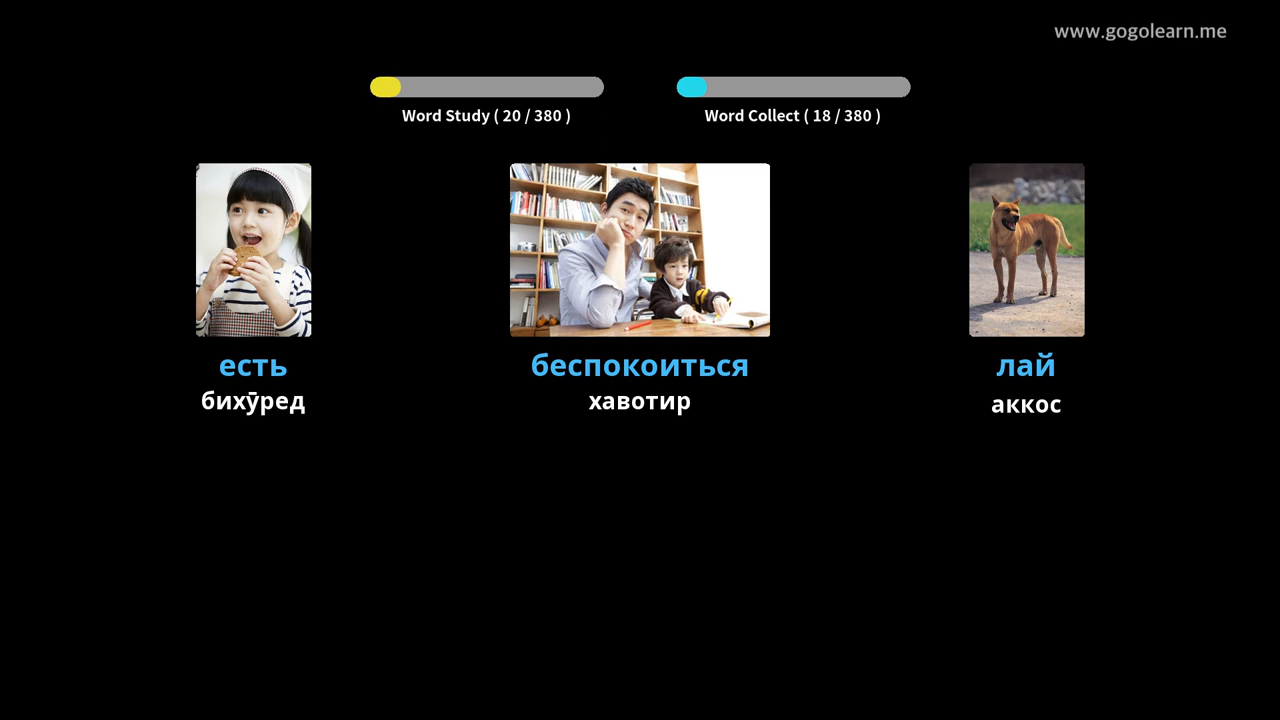 www.gogolearn.me
Word Study ( 20 / 380 )
Word Collect ( 18 / 380 )
есть
беспокоиться
лай
бихӯред
хавотир
аккос